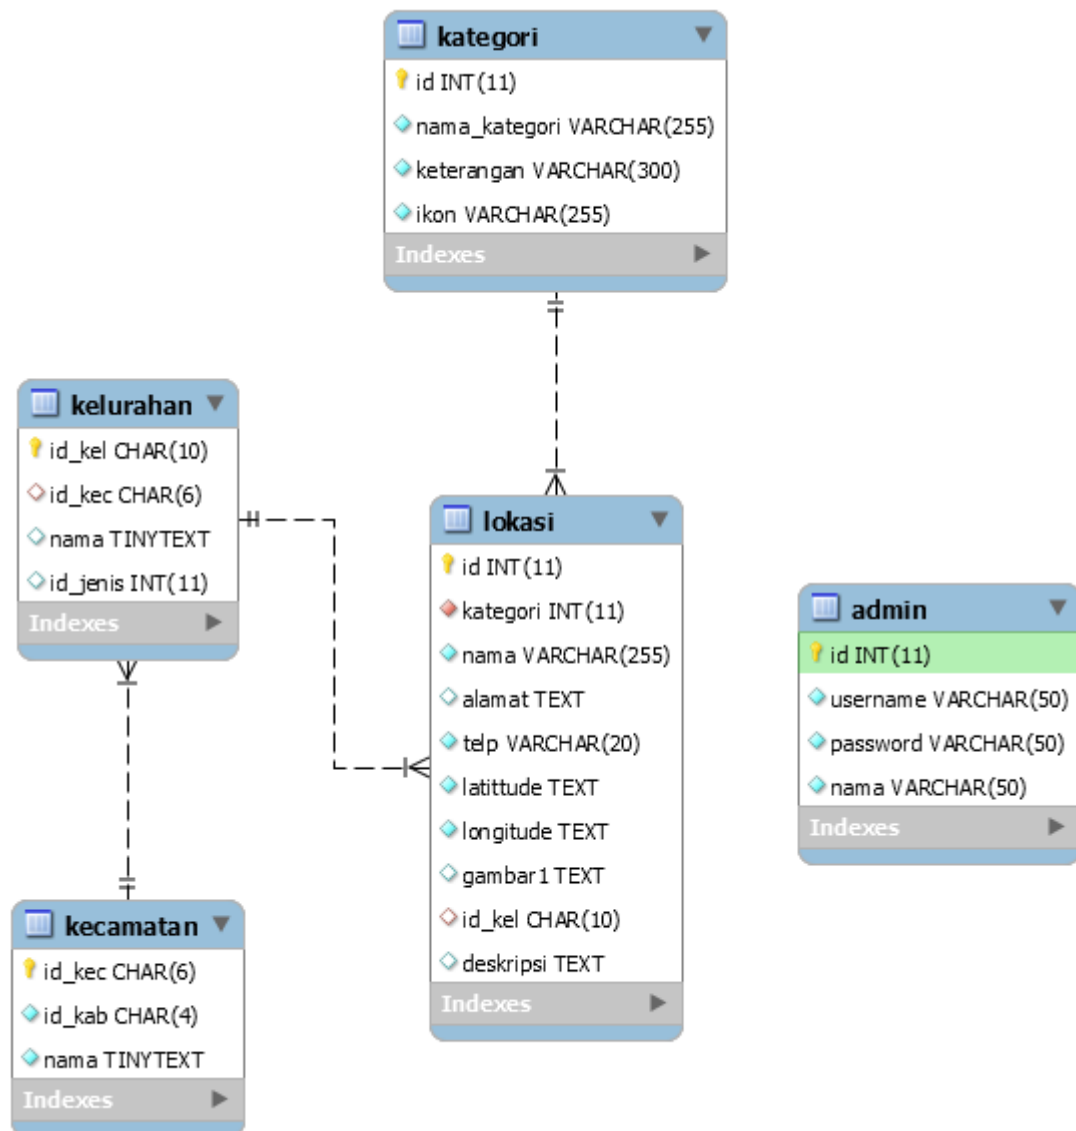 kategori
id INT(11)
nama_kategori VARCHAR(255)
keterangan VARCHAR(300)
ikon VARCHAR(255)
Indexes
kelurahan
id_kel CHAR(10)
id_kec CHAR(6)
nama TINYTEXT
id_jenis INT(11)
Indexes
lokasi
id INT(11)
kategori INT(11)
nama VARCHAR(255)
alamat TEXT
telp VARCHAR(20)
latittude TEXT
longitude TEXT
gambar1 TEXT
id_kel CHAR(10)
deskripsi TEXT
Indexes
admin
id INT(11)
username VARCHAR(50)
password VARCHAR(50)
nama VARCHAR(50)
Indexes
kecamatan
id_kec CHAR(6)
id_kab CHAR(4)
nama TINYTEXT
Indexes